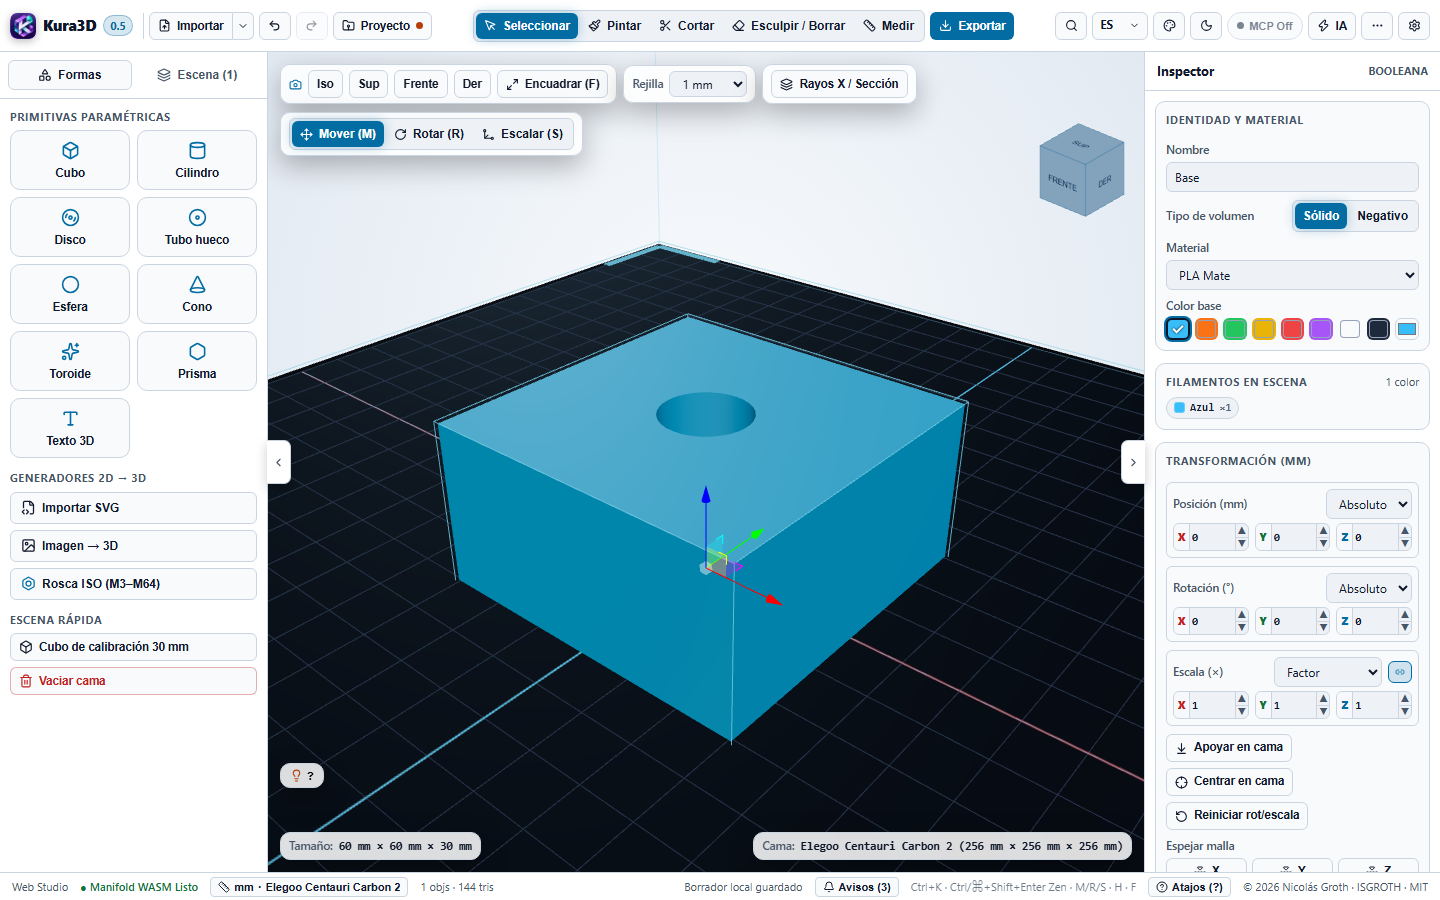 Kura3D 0.5 Importar Proyecto Seleccionar Pintar Cortar Esculpir / Borrar Medir Exportar ES MCP Off IA
Formas Escena (1)
PRIMITIVAS PARAMÉTRICAS
Cubo Cilindro
Disco Tubo hueco
Esfera Cono
Toroide Prisma
Texto 3D
GENERADORES 2D → 3D
Importar SVG
Imagen → 3D
Rosca ISO (M3–M64)
ESCENA RÁPIDA
Cubo de calibración 30 mm
Vaciar cama
Iso Sup Frente Der Encuadrar (F) Rejilla 1 mm Rayos X / Sección
Mover (M) Rotar (R) Escalar (S)
SUP
FRENTE DER
?
Tamaño: 60 mm × 60 mm × 30 mm
Cama: Elegoo Centauri Carbon 2 (256 mm × 256 mm × 256 mm)
Inspector BOOLEANA
IDENTIDAD Y MATERIAL
Nombre
Base
Tipo de volumen Sólido Negativo
Material
PLA Mate
Color base
FILAMENTOS EN ESCENA 1 color
Azul ×1
TRANSFORMACIÓN (MM)
Posición (mm) Absoluto
X 0 Y 0 Z 0
Rotación (°) Absoluto
X 0 Y 0 Z 0
Escala (×) Factor
X 1 Y 1 Z 1
Apoyar en cama
Centrar en cama
Reiniciar rot/escala
Espejar malla
X Y Z
Web Studio Manifold WASM Listo mm · Elegoo Centauri Carbon 2 1 objs · 144 tris Borrador local guardado Avisos (3) Ctrl+K · Ctrl/⌘+Shift+Enter Zen · M/R/S · H · F Atajos (?) © 2026 Nicolás Groth · ISGROTH · MIT